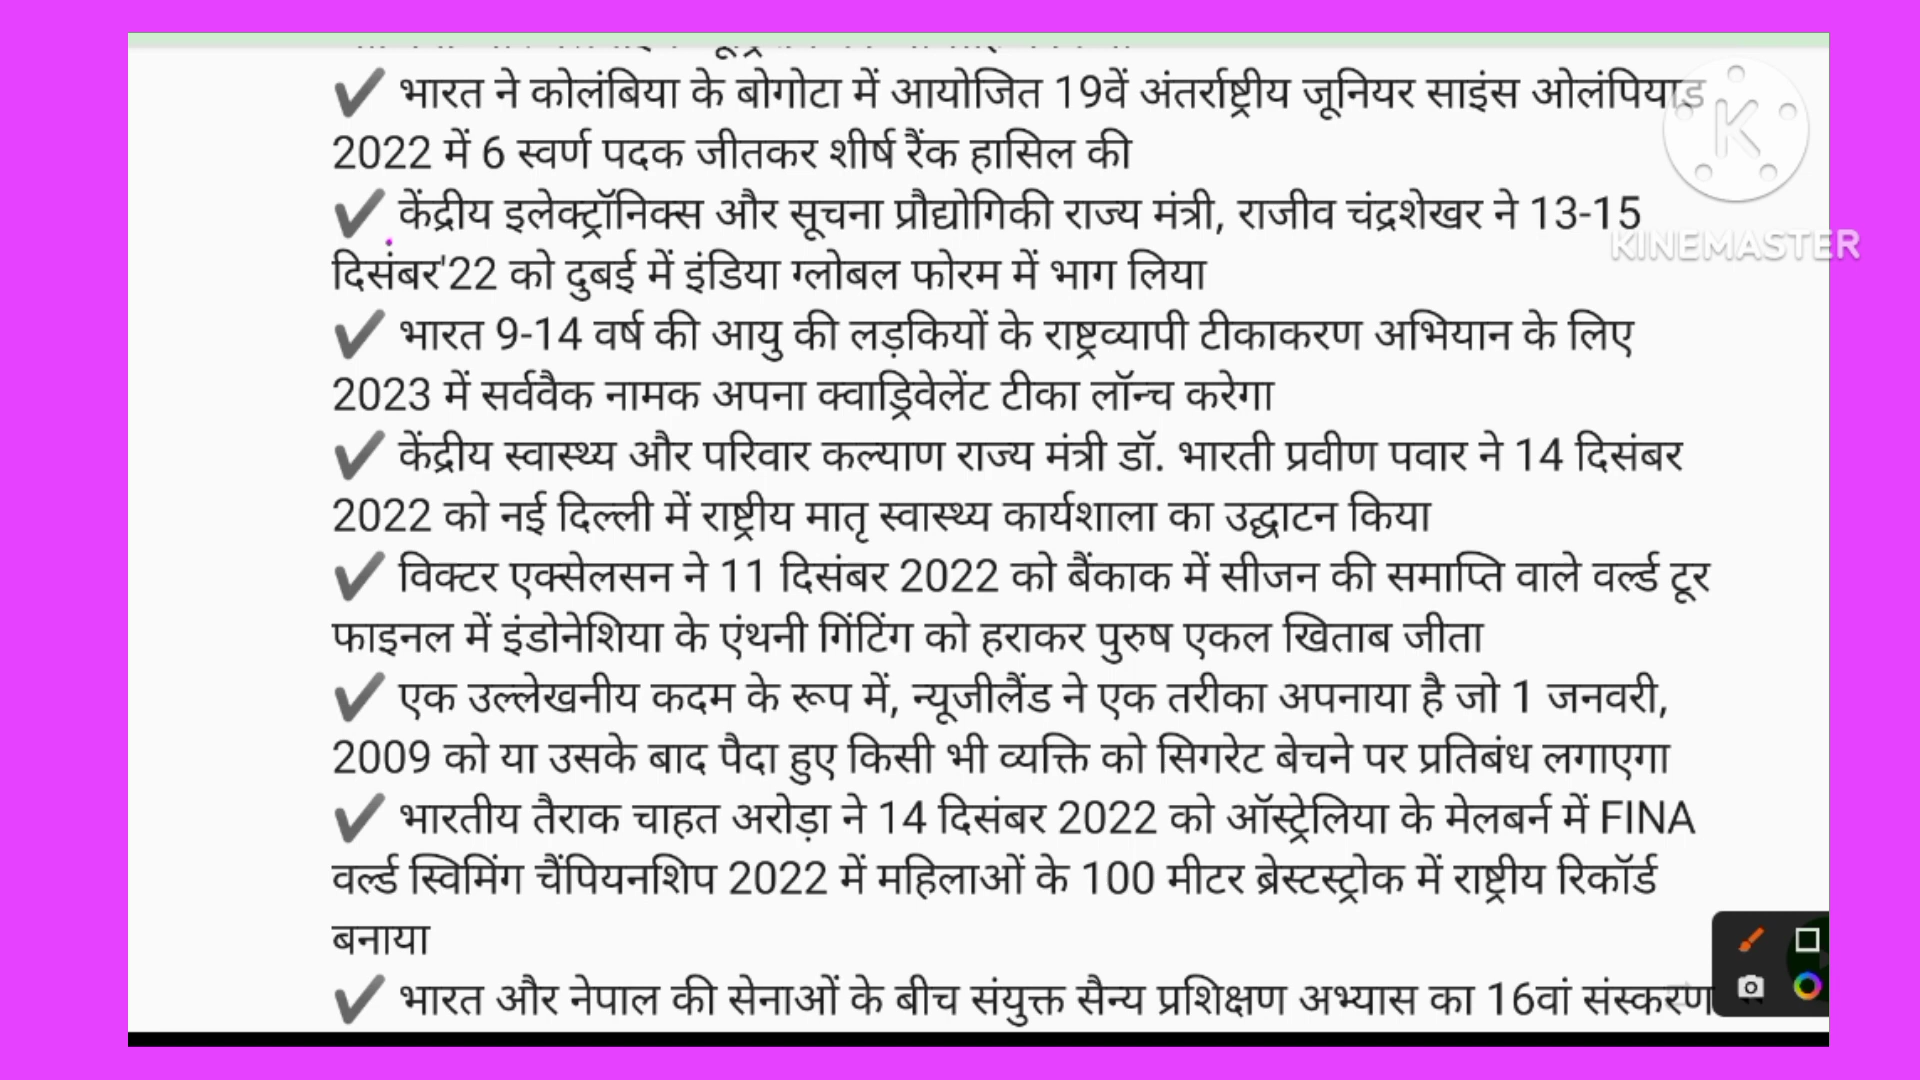 ✔ भारत ने कोलंबिया के बोगोटा में आयोजित 19वें अंतर्राष्ट्रीय जूनियर साइंस ओलंपियाड
2022 में 6 स्वर्ण पदक जीतकर शीर्ष रैंक हासिल की
✔ केंद्रीय इलेक्ट्रॉनिक्स और सूचना प्रौद्योगिकी राज्य मंत्री, राजीव चंद्रशेखर ने 13-15
दिसंबर'22 को दुबई में इंडिया ग्लोबल फोरम में भाग लिया
✔ भारत 9-14 वर्ष की आयु की लड़कियों के राष्ट्रव्यापी टीकाकरण अभियान के लिए
2023 में सर्ववैक नामक अपना क्वाड्रिवेलेंट टीका लॉन्च करेगा
✔ केंद्रीय स्वास्थ्य और परिवार कल्याण राज्य मंत्री डॉ. भारती प्रवीण पवार ने 14 दिसंबर
2022 को नई दिल्ली में राष्ट्रीय मातृ स्वास्थ्य कार्यशाला का उद्घाटन किया
✔ विक्टर एक्सेलसन ने 11 दिसंबर 2022 को बैंकाक में सीजन की समाप्ति वाले वर्ल्ड टूर
फाइनल में इंडोनेशिया के एंथनी गिंटिंग को हराकर पुरुष एकल खिताब जीता
✔ एक उल्लेखनीय कदम के रूप में, न्यूजीलैंड ने एक तरीका अपनाया है जो 1 जनवरी,
2009 को या उसके बाद पैदा हुए किसी भी व्यक्ति को सिगरेट बेचने पर प्रतिबंध लगाएगा
✔ भारतीय तैराक चाहत अरोड़ा ने 14 दिसंबर 2022 को ऑस्ट्रेलिया के मेलबर्न में FINA
वर्ल्ड स्विमिंग चैंपियनशिप 2022 में महिलाओं के 100 मीटर ब्रेस्टस्ट्रोक में राष्ट्रीय रिकॉर्ड
बनाया
✔ भारत और नेपाल की सेनाओं के बीच संयुक्त सैन्य प्रशिक्षण अभ्यास का 16वां संस्करण
K
KINEMASTER